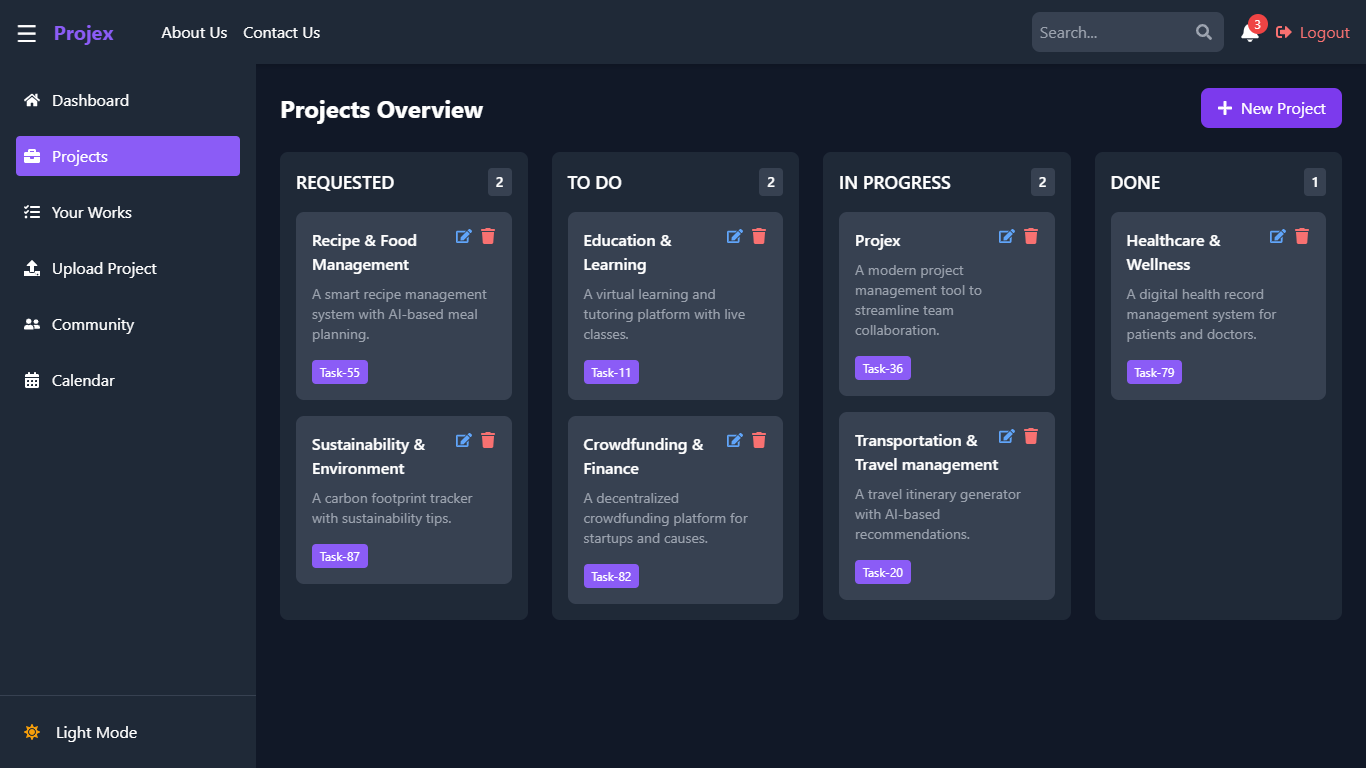 Projex
About Us
Contact Us
Search...
3
Logout
Dashboard
Projects
Your Works
Upload Project
Community
Calendar
Light Mode
Projects Overview
New Project
REQUESTED
2
Recipe & Food
Management
A smart recipe management
system with AI-based meal
planning.
Task-55
Sustainability &
Environment
A carbon footprint tracker
with sustainability tips.
Task-87
TO DO
2
Education &
Learning
A virtual learning and
tutoring platform with live
classes.
Task-11
Crowdfunding &
Finance
A decentralized
crowdfunding platform for
startups and causes.
Task-82
IN PROGRESS
2
Projex
A modern project
management tool to
streamline team
collaboration.
Task-36
Transportation &
Travel management
A travel itinerary generator
with AI-based
recommendations.
Task-20
DONE
1
Healthcare &
Wellness
A digital health record
management system for
patients and doctors.
Task-79